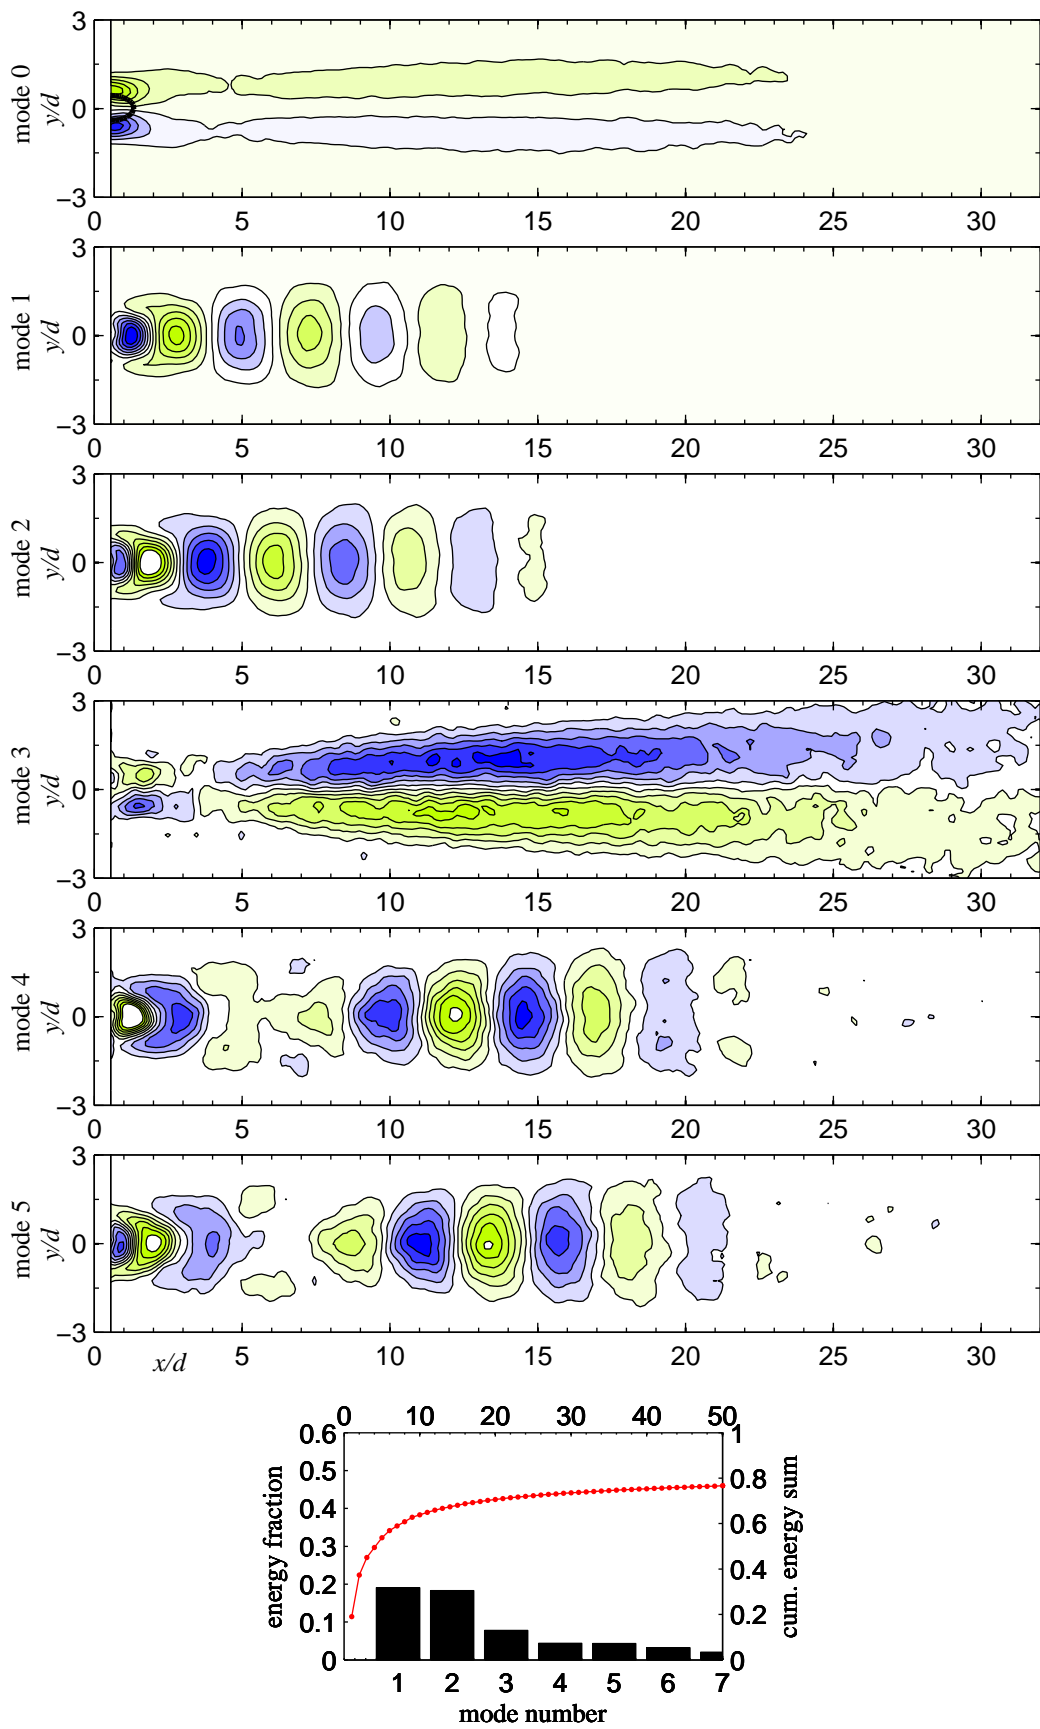 3
0
−3
mode 0
y/d
0 5 10 15 20 25 30
3
0
−3
mode 1
y/d
0 5 10 15 20 25 30
3
0
−3
mode 2
y/d
0 5 10 15 20 25 30
3
0
−3
mode 3
y/d
0 5 10 15 20 25 30
3
0
−3
mode 4
y/d
0 5 10 15 20 25 30
3
0
−3
mode 5
y/d
0 5 10 15 20 25 30
x/d
0 10 20 30 40 50
0.6 1
0.5 0.8
0.4
0.3 0.6
0.2 0.4
0.1 0.2
0 0
energy fraction
cum. energy sum
1 2 3 4 5 6 7
mode number